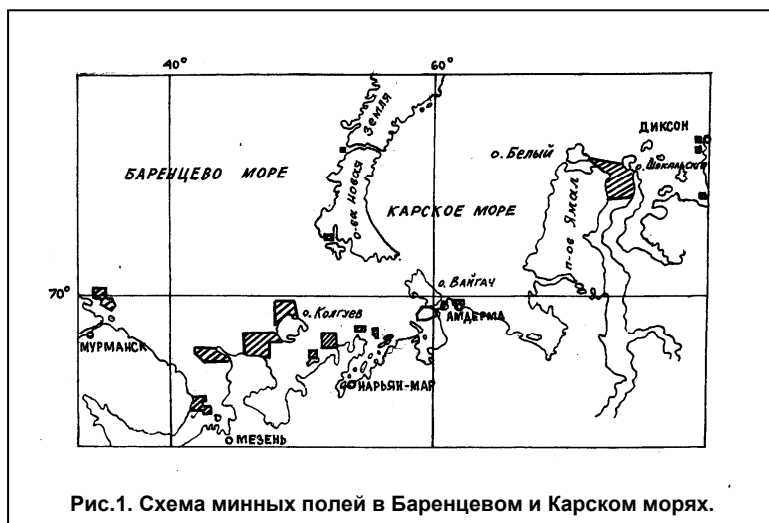 40°
60°
ДИКСОН
о. Белый
о. Шокальского
Земля
БАРЕНЦЕВО МОРЕ
о-ва Новая
КАРСКОЕ МОРЕ
п-ов Ямал
70°
о. Вайгач
о. Колгуев
АМДЕРМА
МУРМАНСК
НАРЬЯН-МАР
МЕЗЕНЬ
Рис.1. Схема минных полей в Баренцевом и Карском морях.